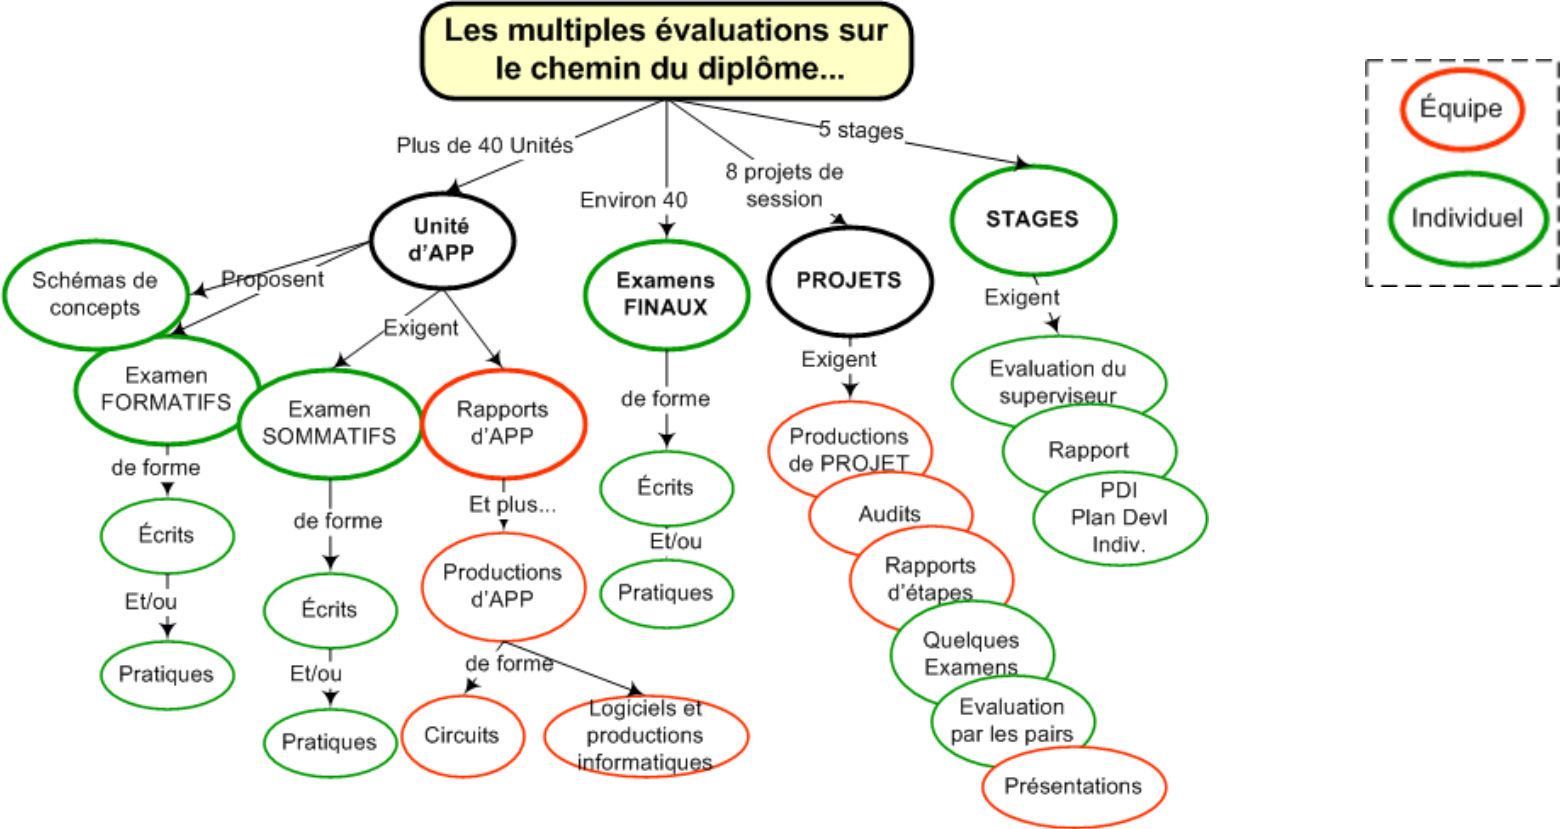 Les multiples évaluations sur
le chemin du diplôme...
Équipe
Individuel
Plus de 40 Unités
Environ 40
8 projets de
session
5 stages
Unité
d'APP
Examens
FINAUX
PROJETS
STAGES
Proposent
Exigent
Schémas de
concepts
Examen
FORMATIFS
de forme
Écrits
Et/ou
Pratiques
Examen
SOMMATIFS
de forme
Écrits
Et/ou
Pratiques
Rapports
d'APP
Et plus...
Productions
d'APP
de forme
Circuits
Logiciels et
productions
informatiques
de forme
Écrits
Et/ou
Pratiques
Exigent
Productions
de PROJET
Audits
Rapports
d'étapes
Quelques
Examens
Evaluation
par les pairs
Présentations
Exigent
Evaluation du
superviseur
Rapport
PDI
Plan Devl
Indiv.